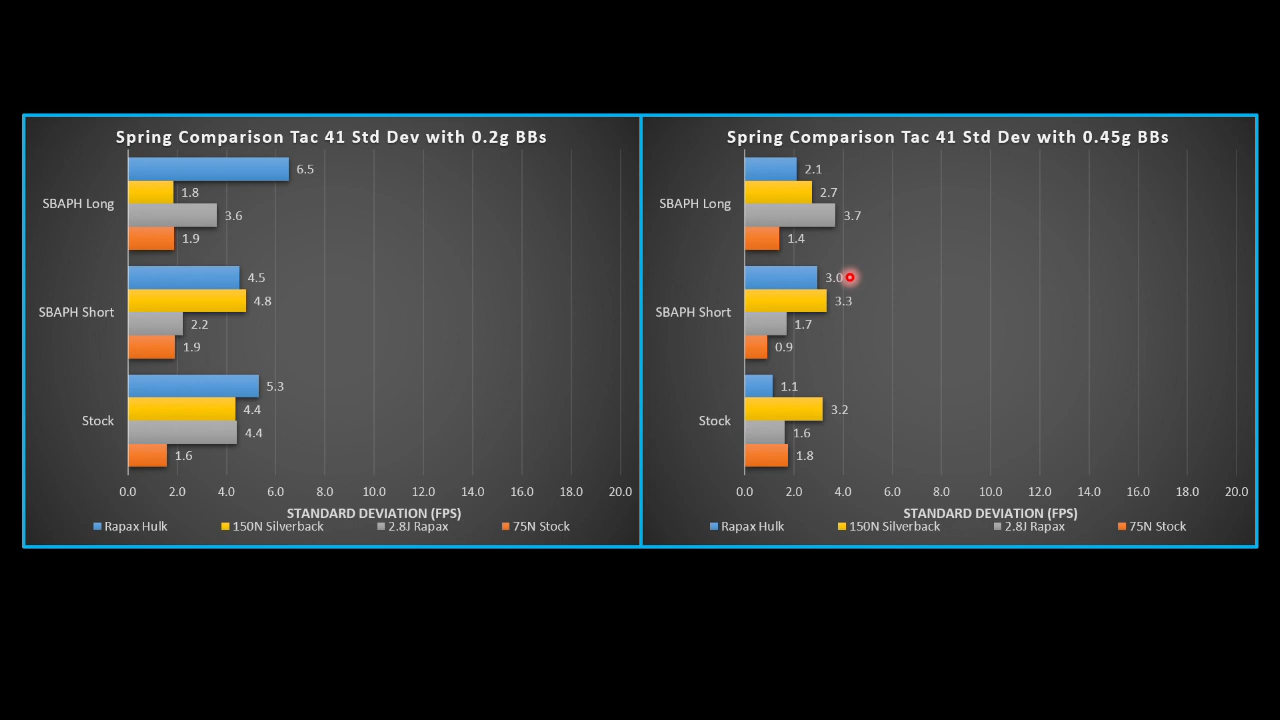 Spring Comparison Tac 41 Std Dev with 0.2g BBs
SBAPH Long
6.5
1.8
3.6
1.9
SBAPH Short
4.5
4.8
2.2
1.9
Stock
5.3
4.4
4.4
1.6
0.0 2.0 4.0 6.0 8.0 10.0 12.0 14.0 16.0 18.0 20.0
STANDARD DEVIATION (FPS)
Rapax Hulk 150N Silverback 2.8J Rapax 75N Stock
Spring Comparison Tac 41 Std Dev with 0.45g BBs
SBAPH Long
2.1
2.7
3.7
1.4
SBAPH Short
3.0
3.3
1.7
0.9
Stock
1.1
3.2
1.6
1.8
0.0 2.0 4.0 6.0 8.0 10.0 12.0 14.0 16.0 18.0 20.0
STANDARD DEVIATION (FPS)
Rapax Hulk 150N Silverback 2.8J Rapax 75N Stock